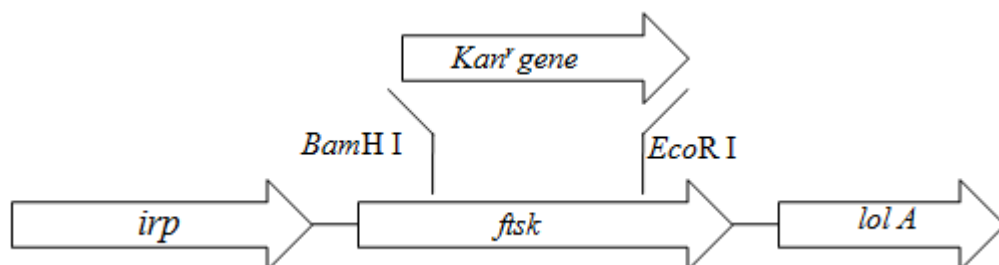 Kanʳ gene
BamH I
EcoR I
irp
ftsk
lol A